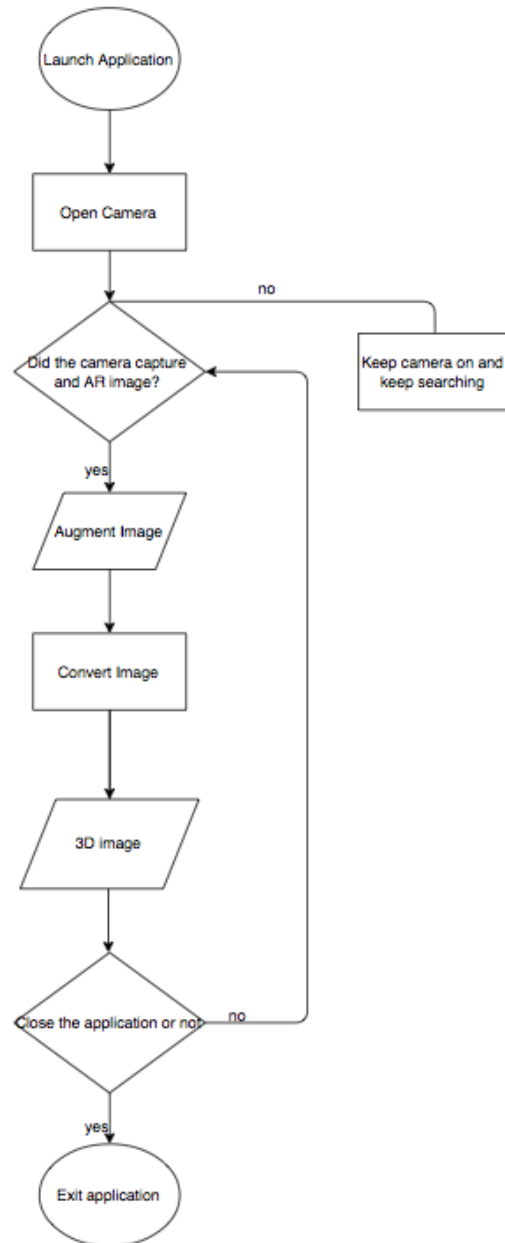 Launch Application
Open Camera
no
Did the camera capture
and AR image?
Keep camera on and
keep searching
yes
Augment Image
Convert Image
3D image
Close the application or not
no
yes
Exit application